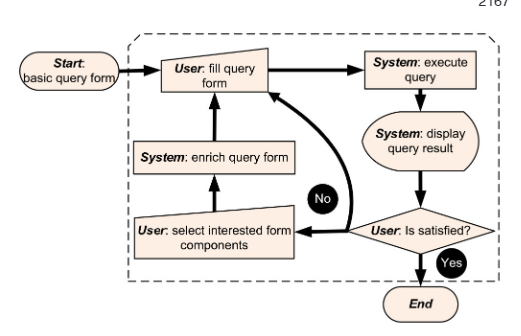 2167
Start:
basic query form
User: fill query
form
System: execute
query
System: display
query result
System: enrich query form
No
User: select interested form
components
User: Is satisfied?
Yes
End